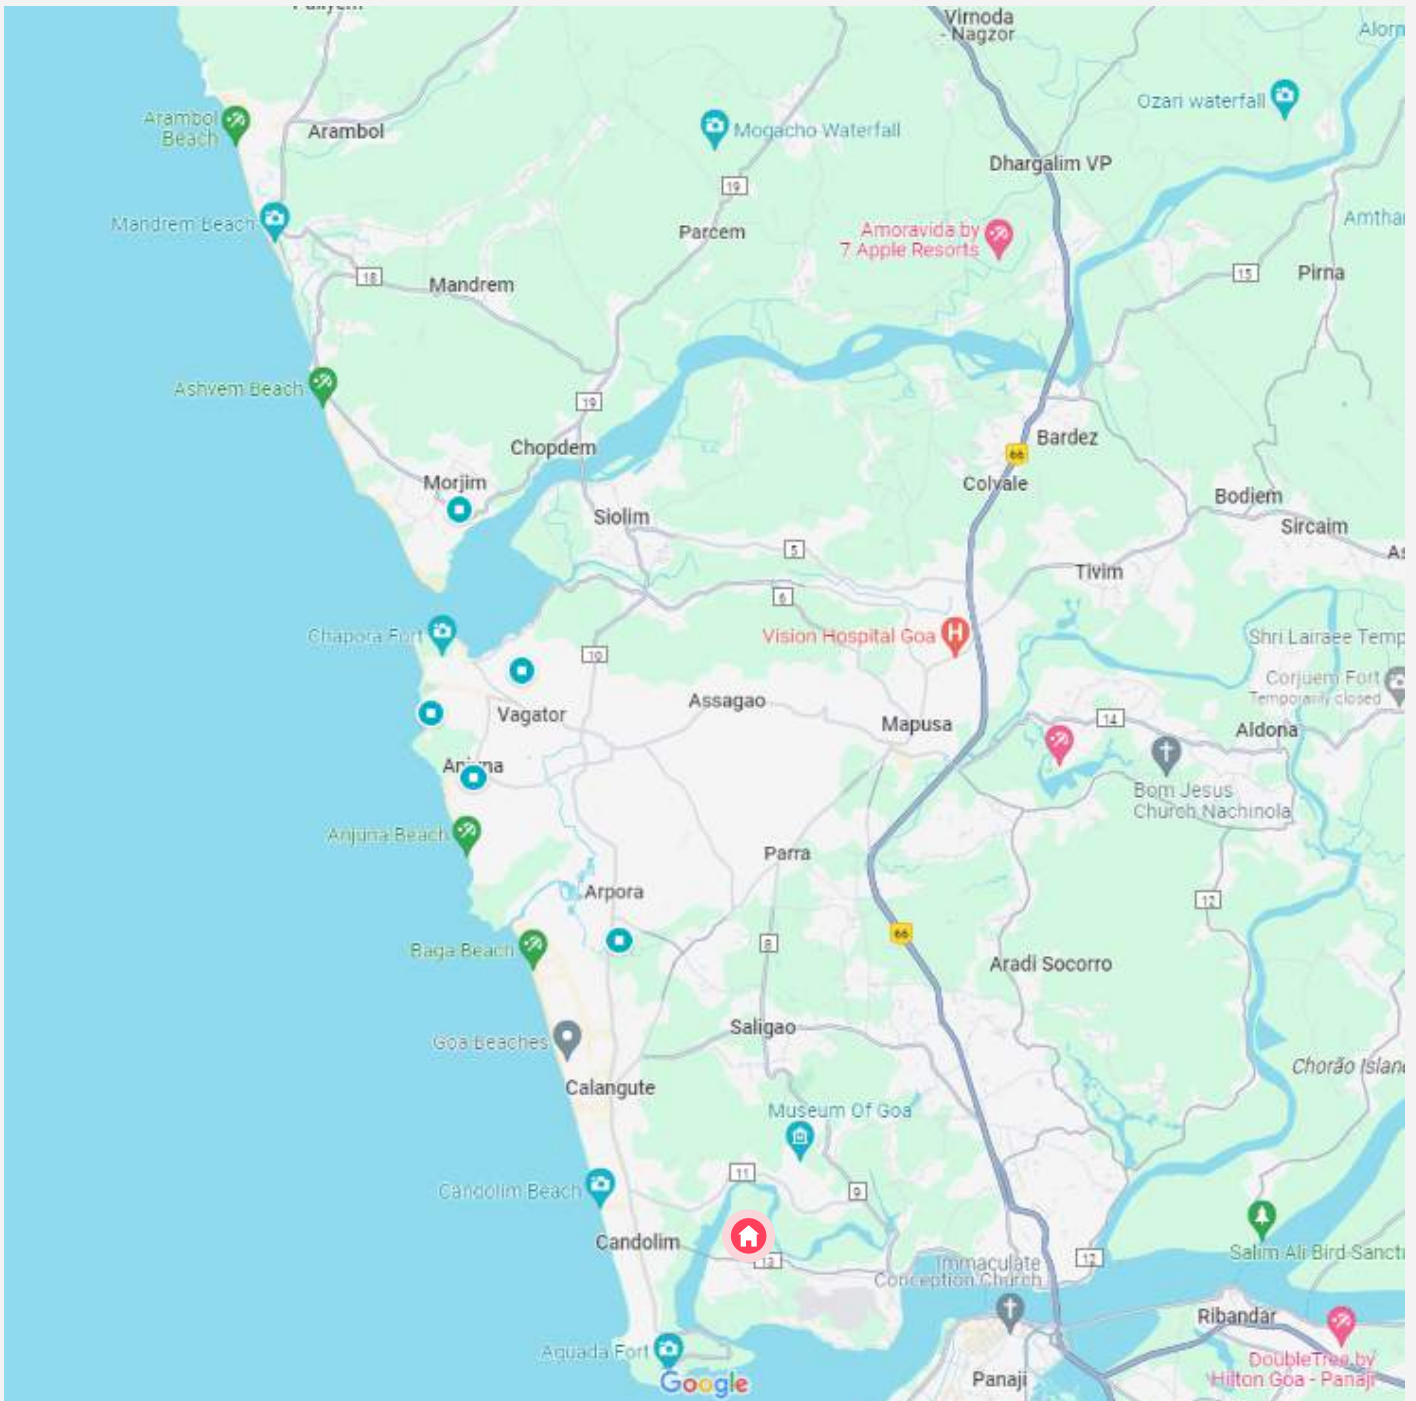 Virnoda
- Nagzor
Arambol
Beach
Arambol
Mogacho Waterfall
Ozari waterfall
Dhargalim VP
19
Mandrem Beach
Parcem
Amoravida by
7 Apple Resorts
18
Mandrem
15
Pirna
Ashvem Beach
19
Chopdem
Bardez
66
Colvale
Morjim
Siolim
Bodiem
Sircaim
5
Tivim
6
Chapora Fort
Vision Hospital Goa
Shri Lairaee Temp
10
Corjuem Fort
Temporarily closed
Assagao
Vagator
Mapusa
14
Aldona
Bom Jesus
Church Nachinola
Anjuna Beach
Parra
Arpora
12
66
8
Baga Beach
Aradi Socorro
Saligao
Goa Beaches
Chorão Islan
Calangute
Museum Of Goa
11
9
Candolim Beach
Candolim
13
Immaculate
Conception Church
12
Salim Ali Bird Sanct
Ribandar
Aguada Fort
DoubleTree by
Hilton Goa - Panaji
Google
Panaji